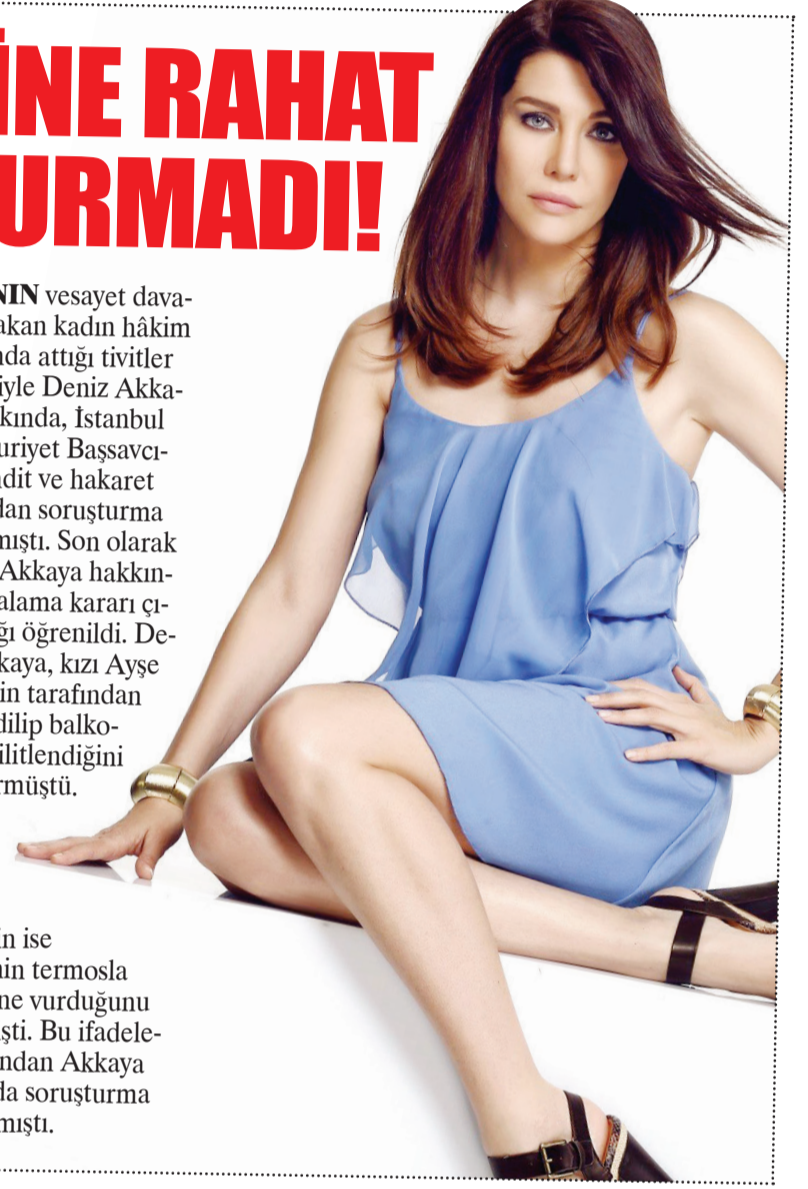 İNE RAHAT
URMADI!
NIN vesayet dava-
akan kadın hâkim
nda attığı tivitler
iyle Deniz Akka-
kında, İstanbul
uriyet Başsavcı-
dit ve hakaret
dan soruşturma
mıştı. Son olarak
Akkaya hakkın-
alama kararı çı-
ğı öğrenildi. De-
kaya, kızı Ayşe
in tarafından
dilip balko-
ilitlendiğini
rmüştü.
in ise
nin termosla
ne vurduğunu
şti. Bu ifadele-
ndan Akkaya
da soruşturma
mıştı.